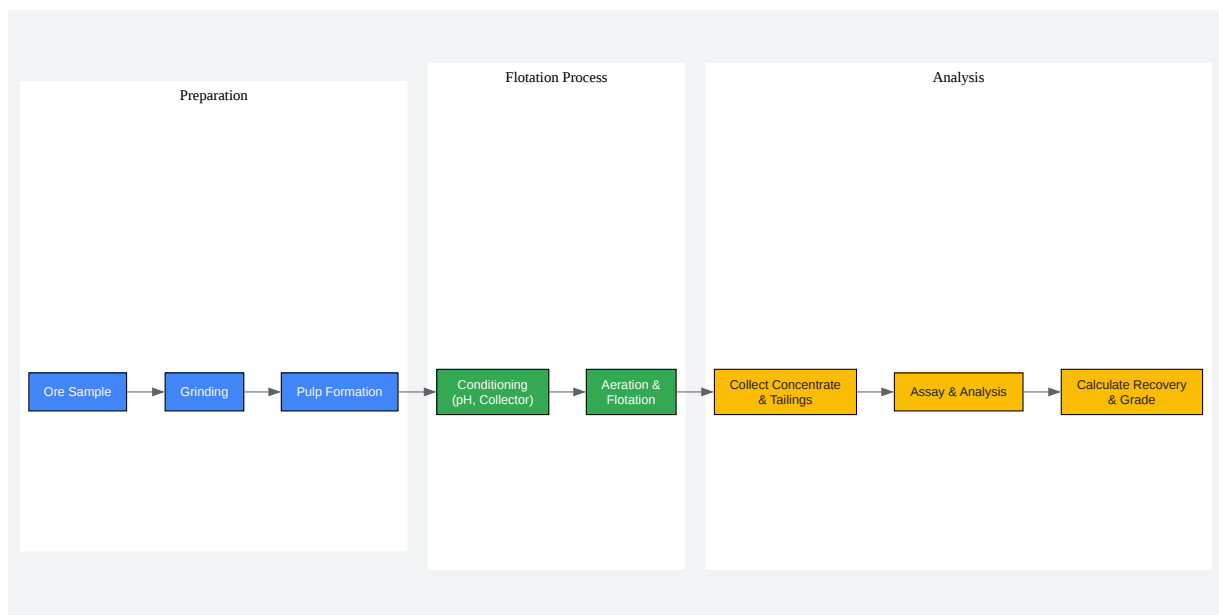 Preparation
Ore Sample
Grinding
Pulp Formation
Flotation Process
Conditioning
(pH, Collector)
Aeration &
Flotation
Analysis
Collect Concentrate
& Tailings
Assay & Analysis
Calculate Recovery
& Grade